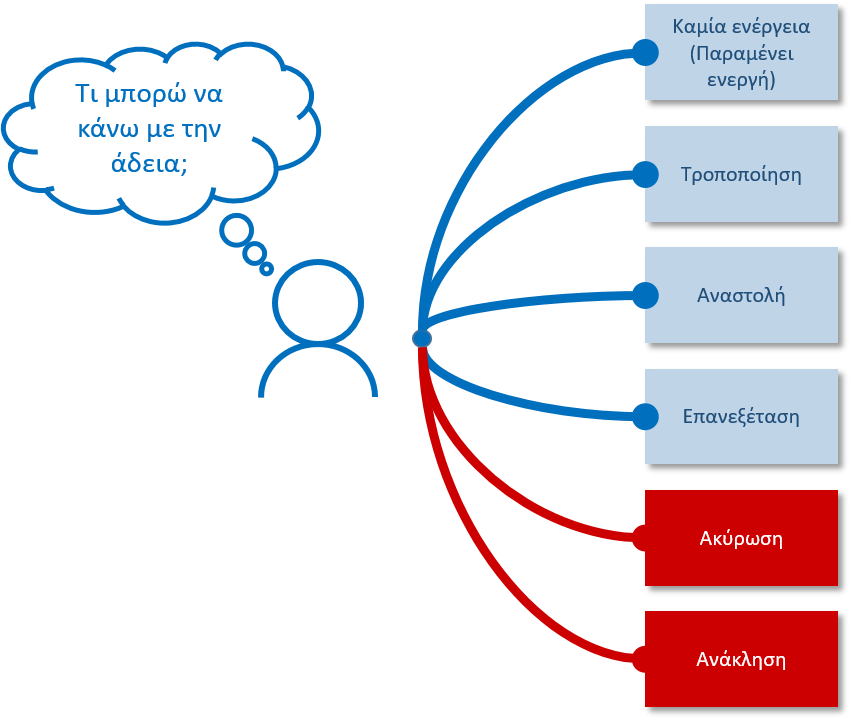 Τι μπορώ να
κάνω με την
άδεια;
Καμία ενέργεια
(Παραμένει
ενεργή)
Τροποποίηση
Αναστολή
Επανεξέταση
Ακύρωση
Ανάκληση